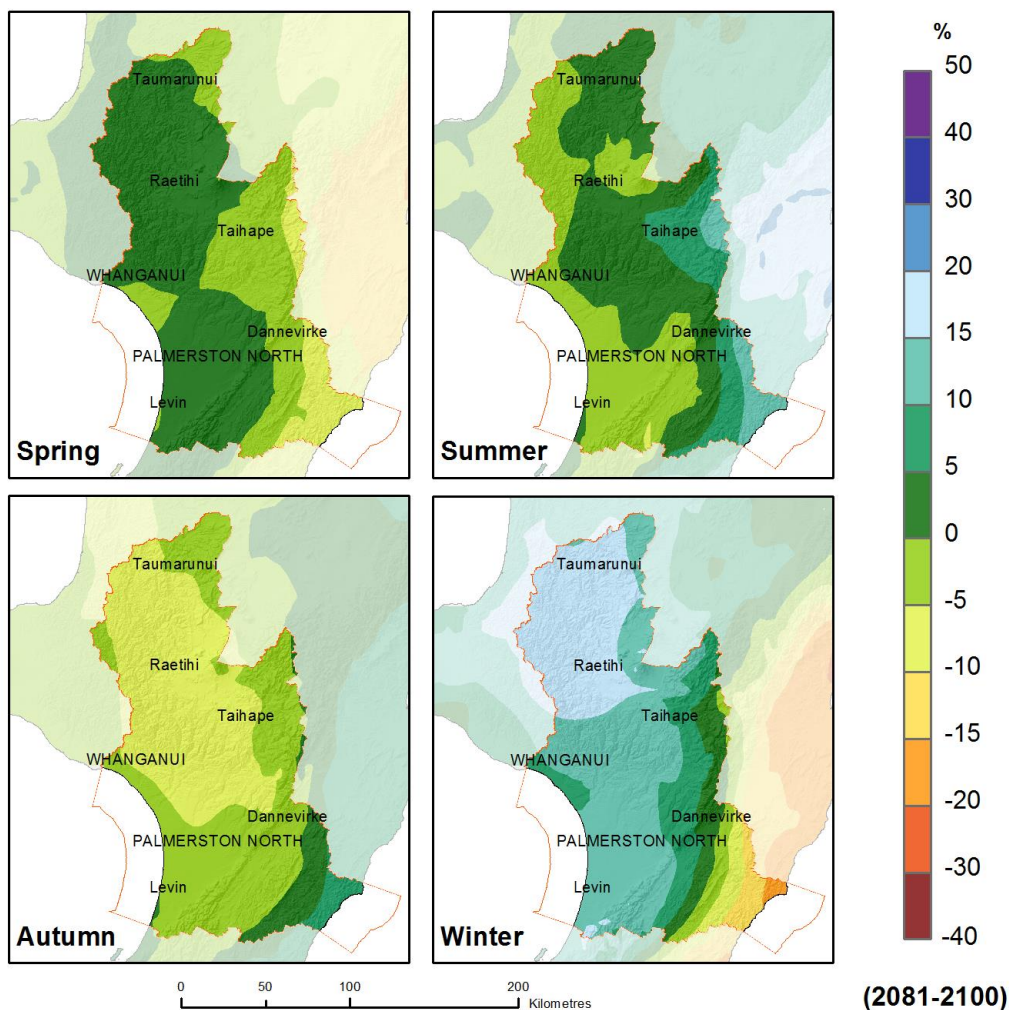 Taumarunui
Raetihi
Taihape
WHANGANUI
Dannevirke
PALMERSTON NORTH
Levin
Spring
Taumarunui
Raetihi
Taihape
WHANGANUI
Dannevirke
PALMERSTON NORTH
Levin
Summer
Taumarunui
Raetihi
Taihape
WHANGANUI
Dannevirke
PALMERSTON NORTH
Levin
Autumn
Taumarunui
Raetihi
Taihape
WHANGANUI
Dannevirke
PALMERSTON NORTH
Levin
Winter
%
50
40
30
20
15
10
5
0
-5
-10
-15
-20
-30
-40
0 50 100 200
Kilometres
(2081-2100)